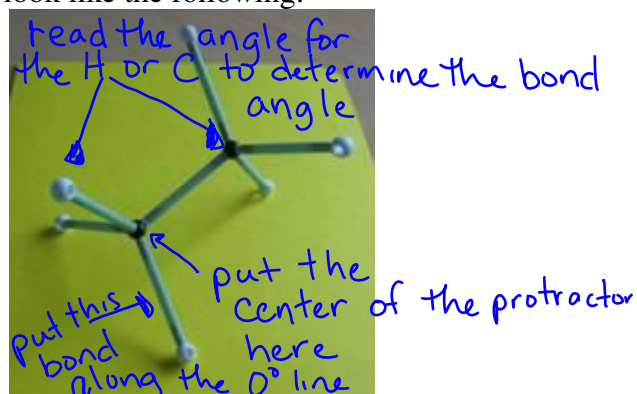 look like the following:
read the angle for
the H or C to determine the bond
angle
put the
center of the protractor
here
put this
bond
along the 0° line